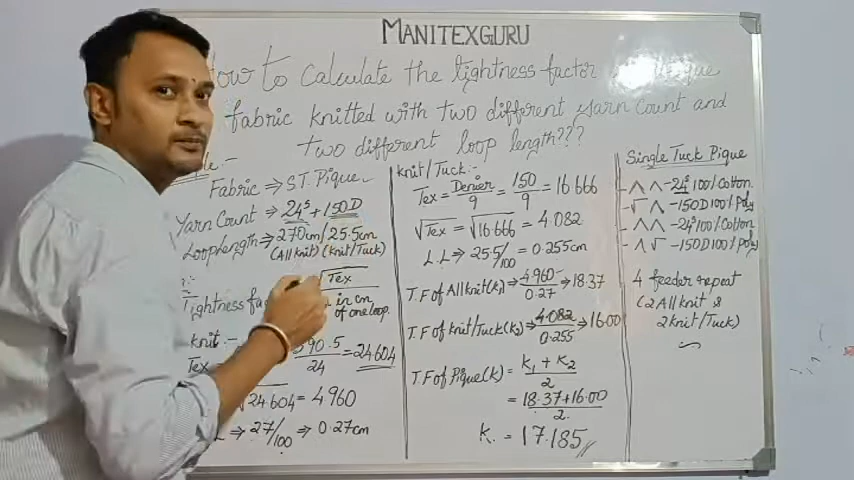 MANITEXGURU
How to Calculate the tightness factor
fabric knitted with two different yarn Count and
two different loop length???
Fabric ⇒ S.T. Pique
Yarn Count ⇒ 24ˢ + 150D
Loop Length ⇒ 27.0cm / 25.5cm
(All knit) (knit/Tuck)
√Tex
in cm
of one loop.
knit:-
Tex
590.5/24 = 24.604
24.604 = 4.960
⇒ 27/100 ⇒ 0.27cm
knit/Tuck:-
Tex = Denier/9 = 150/9 = 16.666
√Tex = √16.666 = 4.082
L.L ⇒ 25.5/100 = 0.255cm
T.F of All knit(K₁) ⇒ 4.960/0.27 ⇒ 18.37
T.F of knit/Tuck(K₂) ⇒ 4.082/0.255 ⇒ 16.00
T.F of Pique(K) = K₁ + K₂/2
= 18.37+16.00/2
K = 17.185
Single Tuck Pique
- ∧ ∧ - 24ˢ 100% Cotton
- √ ∧ - 150D 100% Poly
- ∧ ∧ - 24ˢ 100% Cotton
- ∧ √ - 150D 100% Poly
4 feeder repeat
(2 All knit &
2 knit/Tuck)